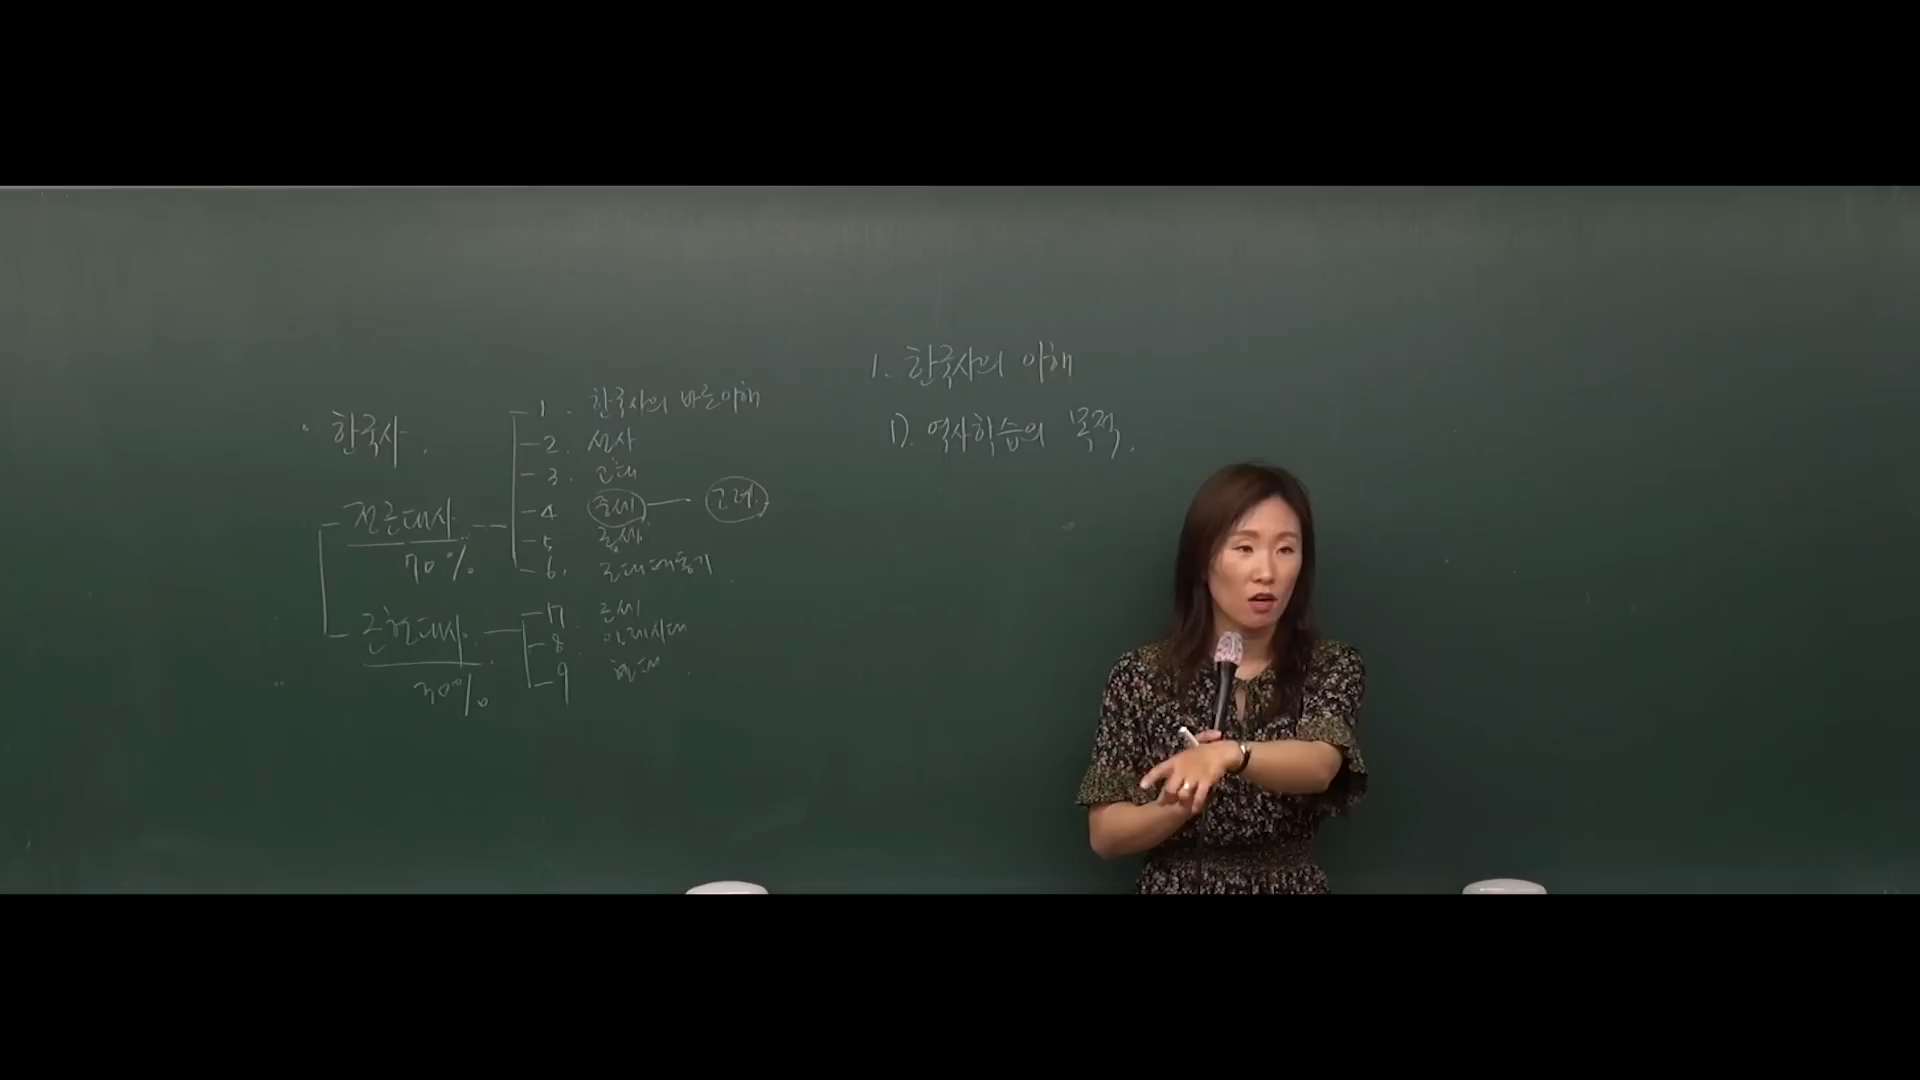 한국사.
전근대사
70%
근현대사.
30%
1. 한국사의 바른이해
2. 선사
3. 고대
4 중세 — 고려
5 근세.
6. 근대태동기
7
8. 일제시대
9 현대
1. 한국사의 이해
1). 역사학습의 목적.